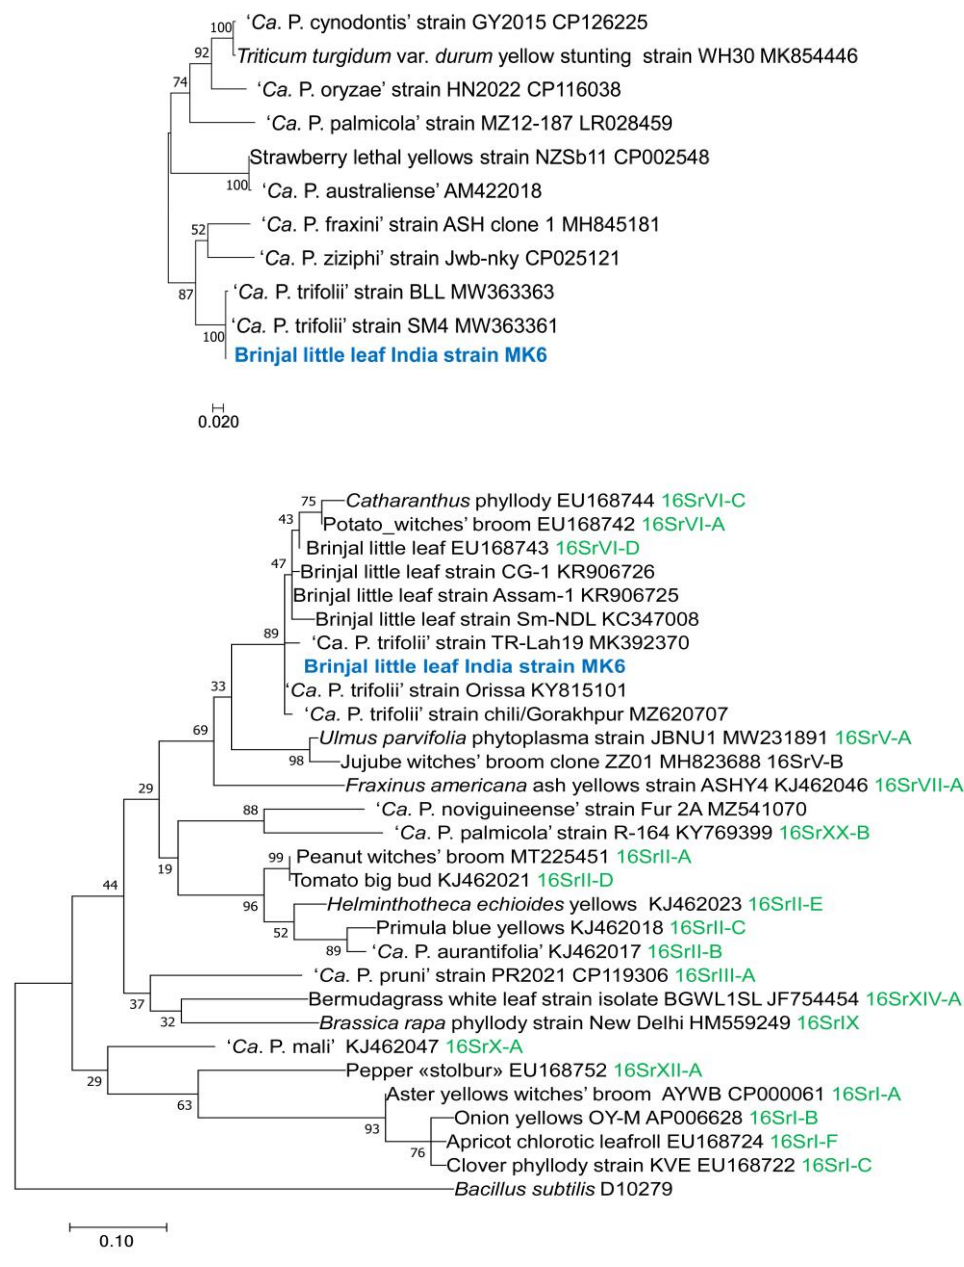 ‘Ca. P. cynodontis’ strain GY2015 CP126225
100
Triticum turgidum var. durum yellow stunting strain WH30 MK854446
92
‘Ca. P. oryzae’ strain HN2022 CP116038
74
‘Ca. P. palmicola’ strain MZ12-187 LR028459
Strawberry lethal yellows strain NZSb11 CP002548
100
‘Ca. P. australiense’ AM422018
‘Ca. P. fraxini’ strain ASH clone 1 MH845181
52
‘Ca. P. ziziphi’ strain Jwb-nky CP025121
87
‘Ca. P. trifolii’ strain BLL MW363363
‘Ca. P. trifolii’ strain SM4 MW363361
100
Brinjal little leaf India strain MK6
0.020
75
Catharanthus phyllody EU168744 16SrVI-C
43
Potato_witches’ broom EU168742 16SrVI-A
Brinjal little leaf EU168743 16SrVI-D
47
Brinjal little leaf strain CG-1 KR906726
Brinjal little leaf strain Assam-1 KR906725
Brinjal little leaf strain Sm-NDL KC347008
89
‘Ca. P. trifolii’ strain TR-Lah19 MK392370
Brinjal little leaf India strain MK6
33
‘Ca. P. trifolii’ strain Orissa KY815101
‘Ca. P. trifolii’ strain chili/Gorakhpur MZ620707
69
Ulmus parvifolia phytoplasma strain JBNU1 MW231891 16SrV-A
98
Jujube witches’ broom clone ZZ01 MH823688 16SrV-B
29
Fraxinus americana ash yellows strain ASHY4 KJ462046 16SrVII-A
88
‘Ca. P. noviguineense’ strain Fur 2A MZ541070
‘Ca. P. palmicola’ strain R-164 KY769399 16SrXX-B
19
99
Peanut witches’ broom MT225451 16SrII-A
44
Tomato big bud KJ462021 16SrII-D
96
Helminthotheca echioides yellows KJ462023 16SrII-E
52
Primula blue yellows KJ462018 16SrII-C
89
‘Ca. P. aurantifolia’ KJ462017 16SrII-B
‘Ca. P. pruni’ strain PR2021 CP119306 16SrIII-A
37
Bermudagrass white leaf strain isolate BGWL1SL JF754454 16SrXIV-A
32
Brassica rapa phyllody strain New Delhi HM559249 16SrIX
‘Ca. P. mali’ KJ462047 16SrX-A
29
Pepper «stolbur» EU168752 16SrXII-A
63
Aster yellows witches’ broom AYWB CP000061 16SrI-A
93
Onion yellows OY-M AP006628 16SrI-B
Apricot chlorotic leafroll EU168724 16SrI-F
76
Clover phyllody strain KVE EU168722 16SrI-C
Bacillus subtilis D10279
0.10